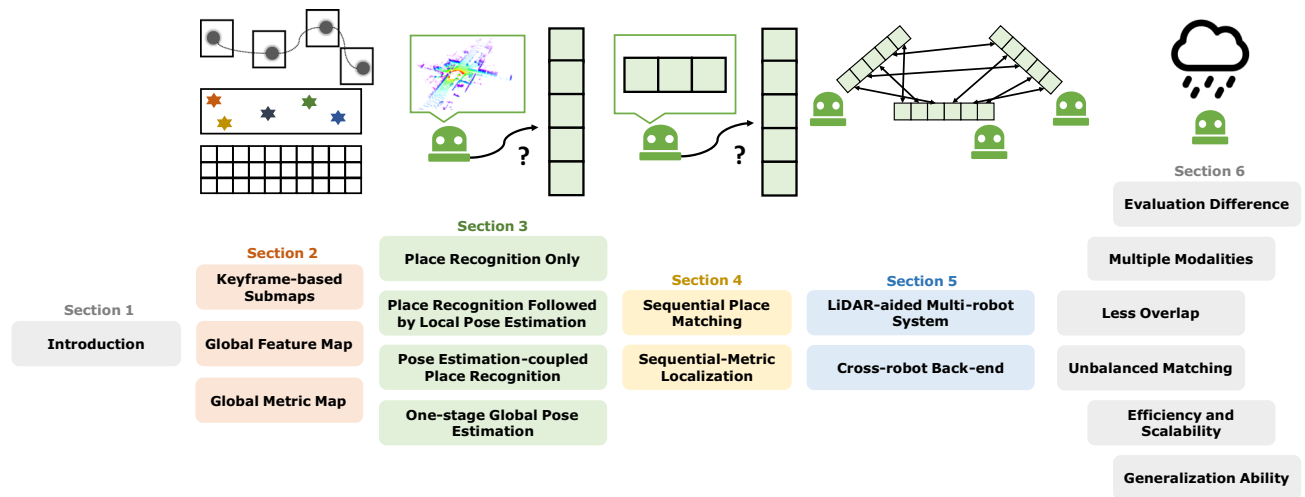 ?
?
Section 1
Introduction
Section 2
Keyframe-based
Submaps
Global Feature Map
Global Metric Map
Section 3
Place Recognition Only
Place Recognition Followed
by Local Pose Estimation
Pose Estimation-coupled
Place Recognition
One-stage Global Pose
Estimation
Section 4
Sequential Place
Matching
Sequential-Metric
Localization
Section 5
LiDAR-aided Multi-robot
System
Cross-robot Back-end
Section 6
Evaluation Difference
Multiple Modalities
Less Overlap
Unbalanced Matching
Efficiency and
Scalability
Generalization Ability